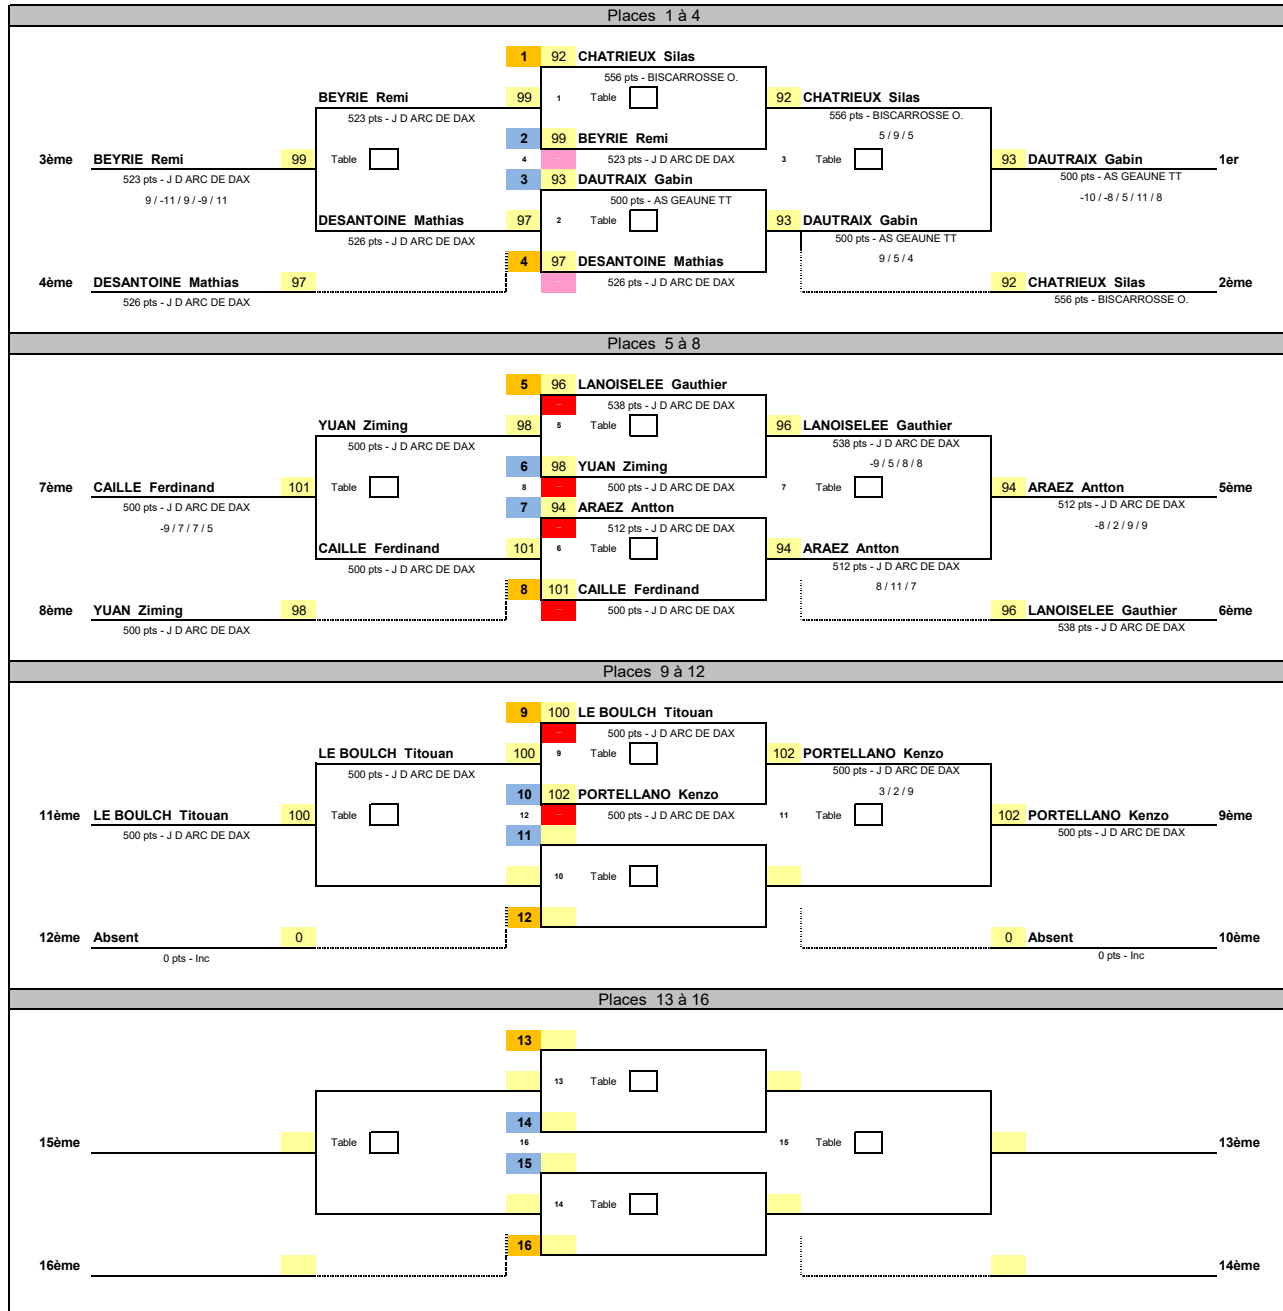 Places 1 à 4
1 92 CHATRIEUX Silas
556 pts - BISCARROSSE O.
BEYRIE Remi 99 1 Table 92 CHATRIEUX Silas
523 pts - J D ARC DE DAX 556 pts - BISCARROSSE O.
2 99 BEYRIE Remi 5 / 9 / 5
3ème BEYRIE Remi 99 Table 4 – 523 pts - J D ARC DE DAX 3 Table 93 DAUTRAIX Gabin 1er
523 pts - J D ARC DE DAX 3 93 DAUTRAIX Gabin 500 pts - AS GEAUNE TT
9 / -11 / 9 / -9 / 11 500 pts - AS GEAUNE TT -10 / -8 / 5 / 11 / 8
DESANTOINE Mathias 97 2 Table 93 DAUTRAIX Gabin
526 pts - J D ARC DE DAX 500 pts - AS GEAUNE TT
4 97 DESANTOINE Mathias 9 / 5 / 4
4ème DESANTOINE Mathias 97 – 526 pts - J D ARC DE DAX 92 CHATRIEUX Silas 2ème
526 pts - J D ARC DE DAX 556 pts - BISCARROSSE O.
Places 5 à 8
5 96 LANOISELEE Gauthier
– 538 pts - J D ARC DE DAX
YUAN Ziming 98 5 Table 96 LANOISELEE Gauthier
500 pts - J D ARC DE DAX 538 pts - J D ARC DE DAX
6 98 YUAN Ziming -9 / 5 / 8 / 8
7ème CAILLE Ferdinand 101 Table 8 – 500 pts - J D ARC DE DAX 7 Table 94 ARAEZ Antton 5ème
500 pts - J D ARC DE DAX 7 94 ARAEZ Antton 512 pts - J D ARC DE DAX
-9 / 7 / 7 / 5 – 512 pts - J D ARC DE DAX -8 / 2 / 9 / 9
CAILLE Ferdinand 101 6 Table 94 ARAEZ Antton
500 pts - J D ARC DE DAX 512 pts - J D ARC DE DAX
8 101 CAILLE Ferdinand 8 / 11 / 7
8ème YUAN Ziming 98 – 500 pts - J D ARC DE DAX 96 LANOISELEE Gauthier 6ème
500 pts - J D ARC DE DAX 538 pts - J D ARC DE DAX
Places 9 à 12
9 100 LE BOULCH Titouan
– 500 pts - J D ARC DE DAX
LE BOULCH Titouan 100 9 Table 102 PORTELLANO Kenzo
500 pts - J D ARC DE DAX 500 pts - J D ARC DE DAX
10 102 PORTELLANO Kenzo 3 / 2 / 9
11ème LE BOULCH Titouan 100 Table 12 – 500 pts - J D ARC DE DAX 11 Table 102 PORTELLANO Kenzo 9ème
500 pts - J D ARC DE DAX 11 500 pts - J D ARC DE DAX
10 Table
12
12ème Absent 0 0 Absent 10ème
0 pts - Inc 0 pts - Inc
Places 13 à 16
13
13 Table
14
15ème Table 16 15 Table 13ème
15
14 Table
16
16ème 14ème